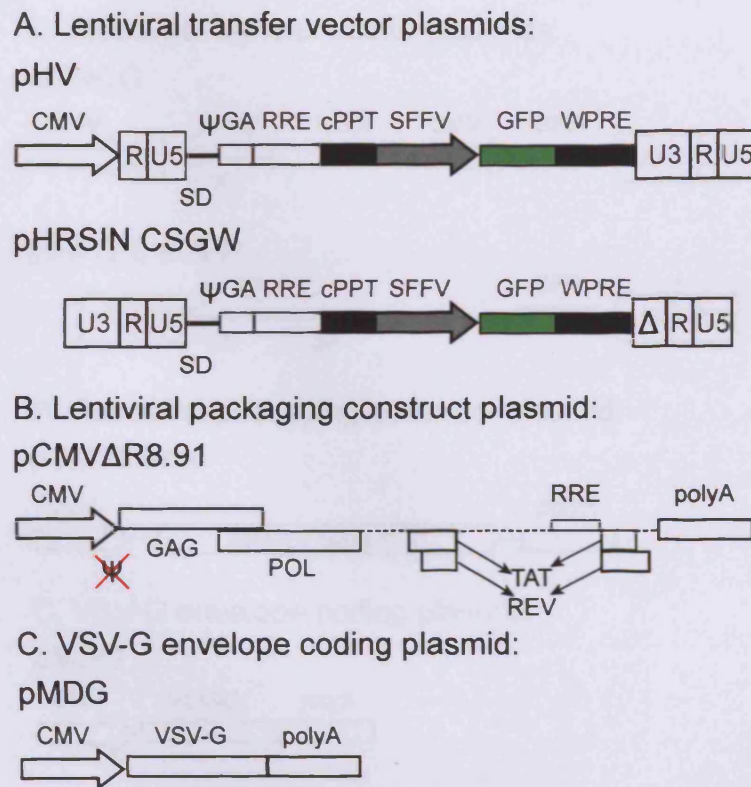 A. Lentiviral transfer vector plasmids:
pHV
CMV ΨGA RRE cPPT SFFV GFP WPRE
R U5 U3 R U5
SD
pHRSIN CSGW
ΨGA RRE cPPT SFFV GFP WPRE
U3 R U5 Δ R U5
SD
B. Lentiviral packaging construct plasmid:
pCMVΔR8.91
CMV RRE polyA
GAG
Ψ POL TAT
REV
C. VSV-G envelope coding plasmid:
pMDG
CMV VSV-G polyA